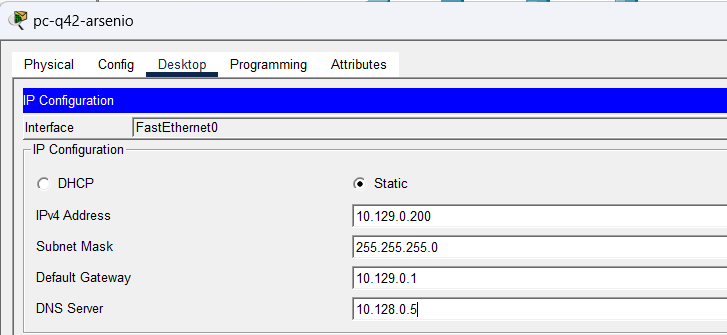 pc-q42-arsenio
Physical Config Desktop Programming Attributes
IP Configuration
Interface FastEthernet0
IP Configuration
DHCP Static
IPv4 Address 10.129.0.200
Subnet Mask 255.255.255.0
Default Gateway 10.129.0.1
DNS Server 10.128.0.5